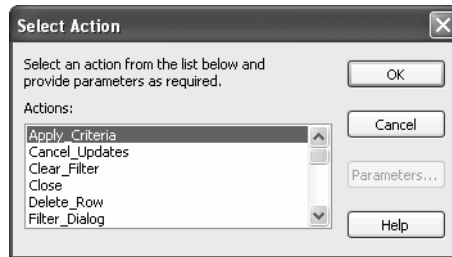 Select Action
Select an action from the list below and
provide parameters as required.
OK
Actions:
Apply_Criteria
Cancel_Updates
Clear_Filter
Close
Delete_Row
Filter_Dialog
Cancel
Parameters...
Help